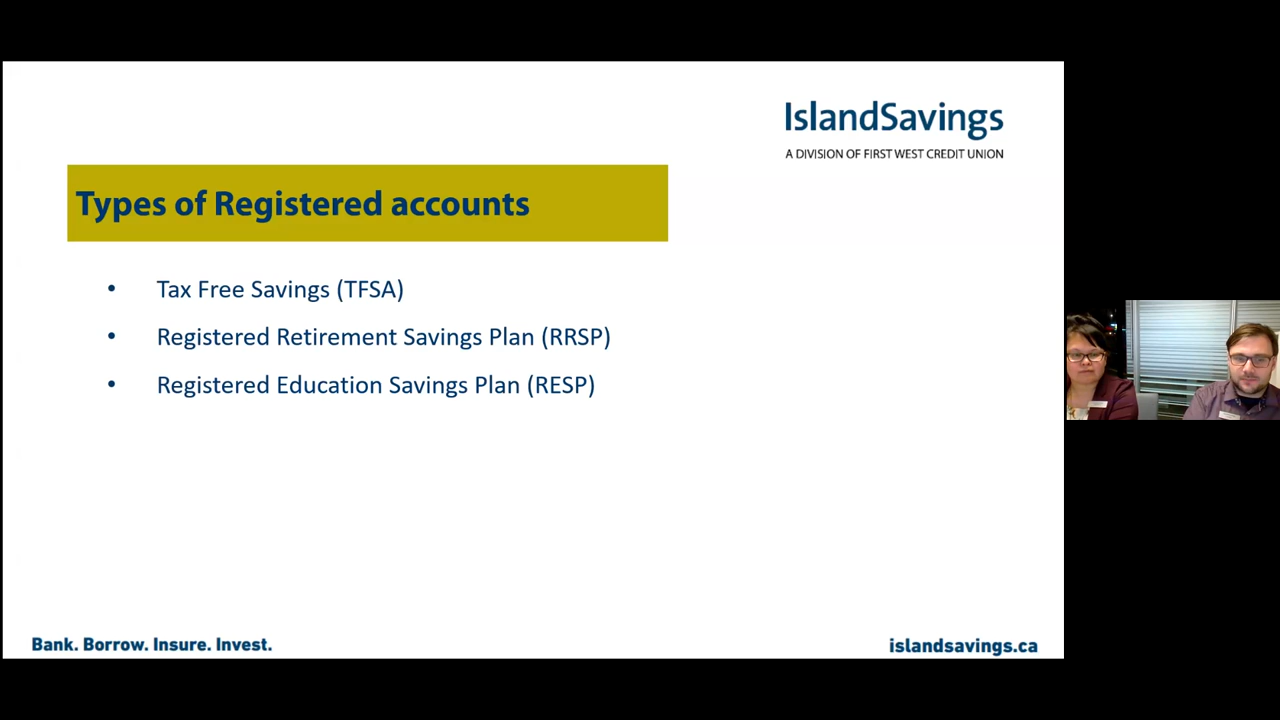 IslandSavings
A DIVISION OF FIRST WEST CREDIT UNION
Types of Registered accounts
• Tax Free Savings (TFSA)
• Registered Retirement Savings Plan (RRSP)
• Registered Education Savings Plan (RESP)
Bank. Borrow. Insure. Invest.
islandsavings.ca